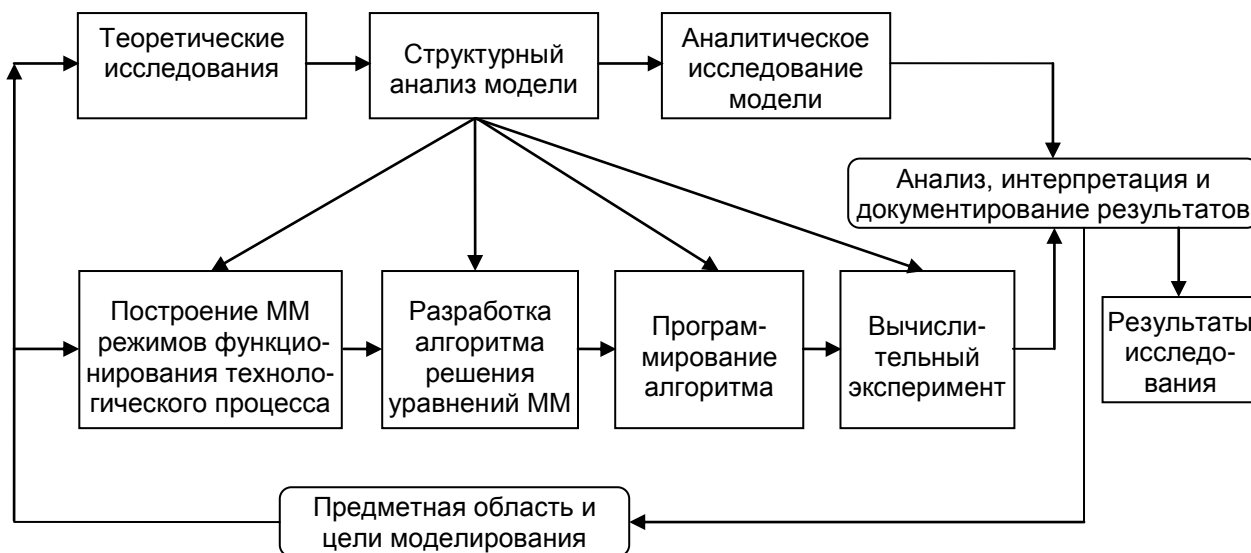 Теоретические
исследования
Структурный
анализ модели
Аналитическое
исследование
модели
Анализ, интерпретация и
документирование результатов
Построение ММ
режимов функцио-
нирования техноло-
гического процесса
Разработка
алгоритма
решения
уравнений ММ
Програм-
мирование
алгоритма
Вычисли-
тельный
эксперимент
Результаты
исследо-
вания
Предметная область и
цели моделирования